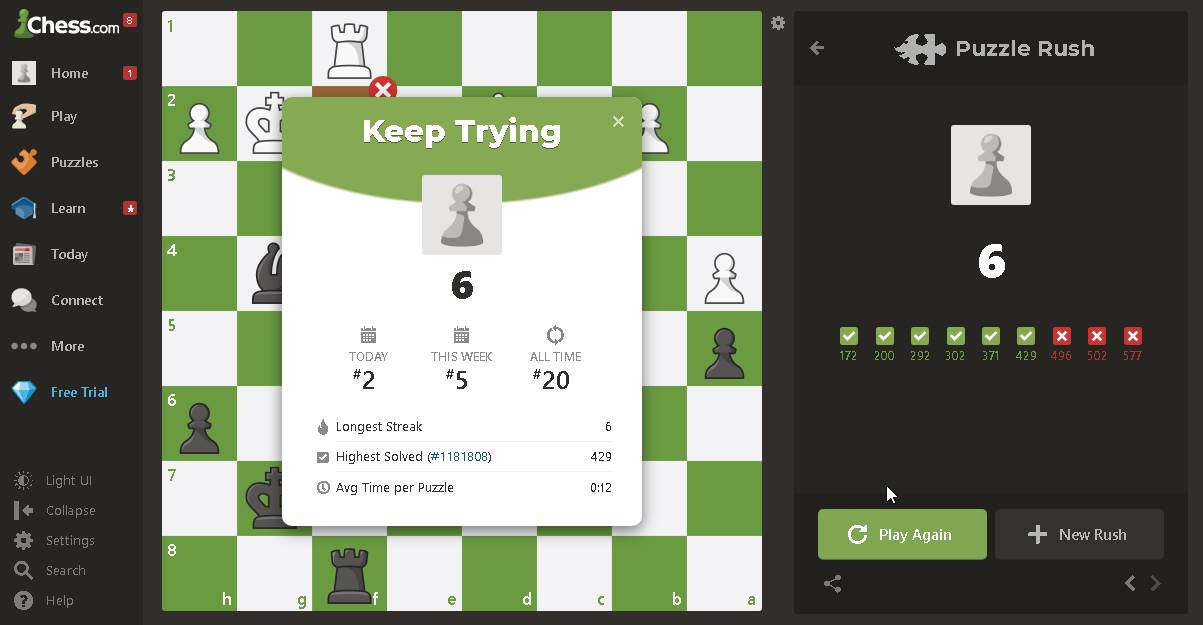 Chess.com
8
Home
1
Play
Puzzles
Learn
Today
Connect
More
Free Trial
Light UI
Collapse
Settings
Search
Help
1
2
3
4
5
6
7
8
h
g
f
e
d
c
b
a
Keep Trying
6
TODAY
THIS WEEK
ALL TIME
#2
#5
#20
Longest Streak 6
Highest Solved (#1181808) 429
Avg Time per Puzzle 0:12
Puzzle Rush
6
172 200 292 302 371 429 496 502 577
Play Again
New Rush